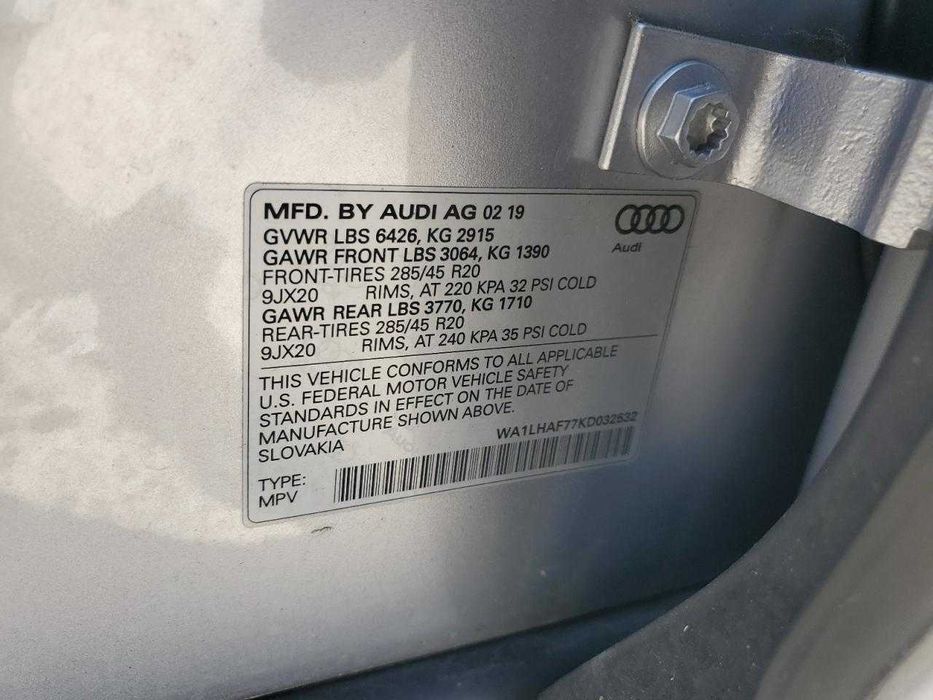 MFD. BY AUDI AG 02 19
GVWR LBS 6426, KG 2915
GAWR FRONT LBS 3064, KG 1390
FRONT-TIRES 285/45 R20
9JX20 RIMS, AT 220 KPA 32 PSI COLD
GAWR REAR LBS 3770, KG 1710
REAR-TIRES 285/45 R20
9JX20 RIMS, AT 240 KPA 35 PSI COLD
Audi
THIS VEHICLE CONFORMS TO ALL APPLICABLE
U.S. FEDERAL MOTOR VEHICLE SAFETY
STANDARDS IN EFFECT ON THE DATE OF
MANUFACTURE SHOWN ABOVE.
SLOVAKIA
WA1LHAF77KD032532
TYPE:
MPV